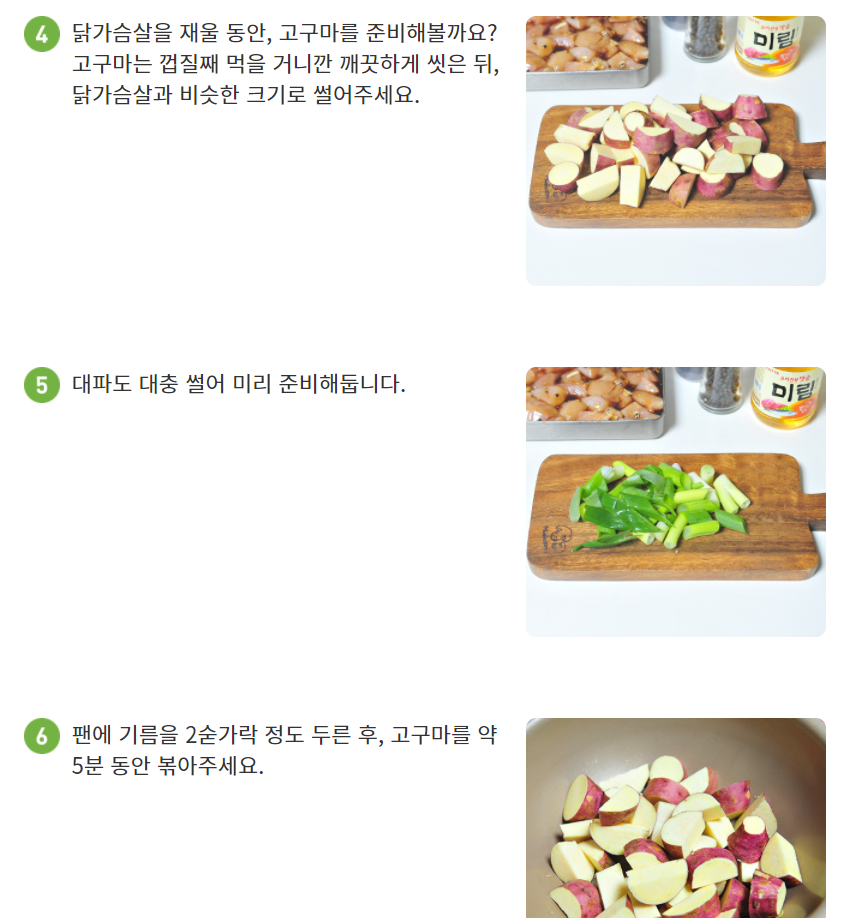 4
닭가슴살을 재울 동안, 고구마를 준비해볼까요?
고구마는 껍질째 먹을 거니깐 깨끗하게 씻은 뒤,
닭가슴살과 비슷한 크기로 썰어주세요.
미림
5
대파도 대충 썰어 미리 준비해둡니다.
미림
6
팬에 기름을 2숟가락 정도 두른 후, 고구마를 약
5분 동안 볶아주세요.